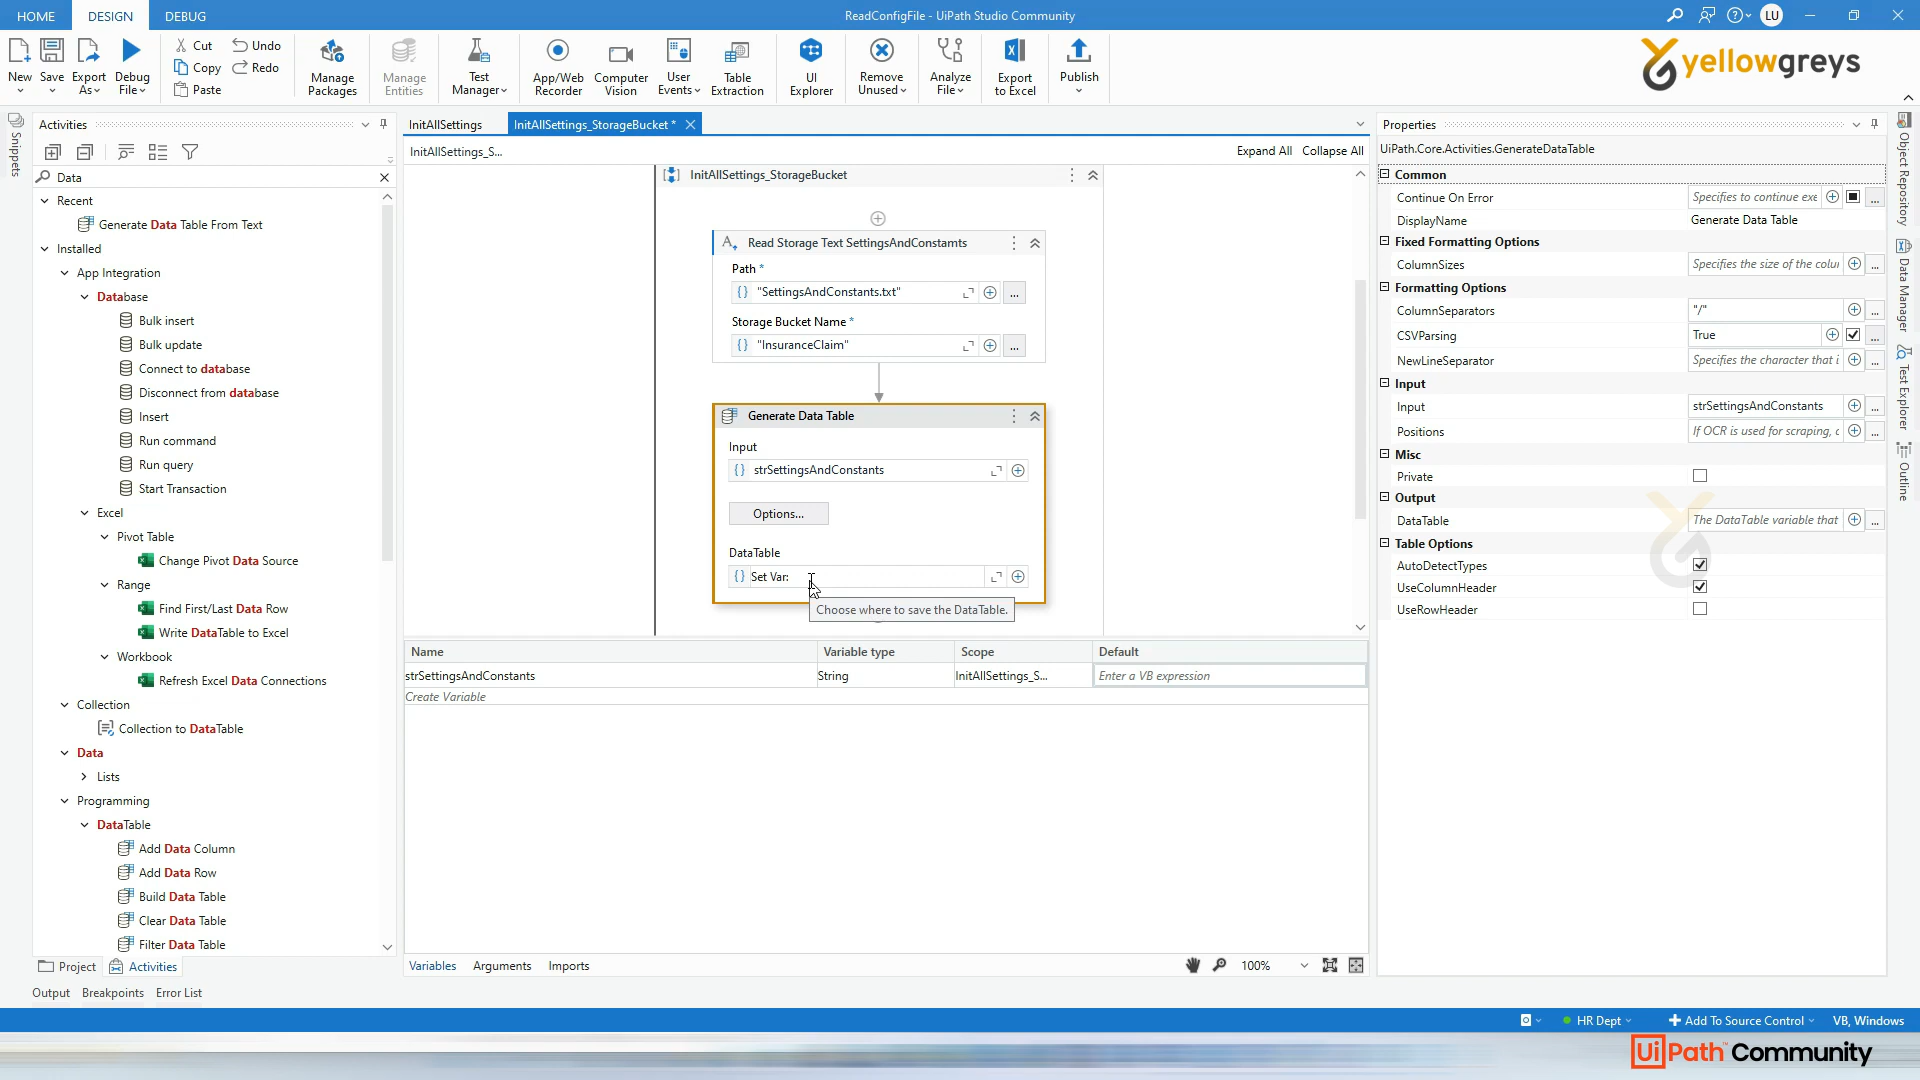 HOME
DESIGN
DEBUG
ReadConfigFile - UiPath Studio Community
LU
New
Save
Export As
Debug File
Cut
Copy
Paste
Undo
Redo
Manage Packages
Manage Entities
Test Manager
App/Web Recorder
Computer Vision
User Events
Table Extraction
UI Explorer
Remove Unused
Analyze File
Export to Excel
Publish
yellowgreys
Snippets
Activities
Data
Recent
Generate Data Table From Text
Installed
App Integration
Database
Bulk insert
Bulk update
Connect to database
Disconnect from database
Insert
Run command
Run query
Start Transaction
Excel
Pivot Table
Change Pivot Data Source
Range
Find First/Last Data Row
Write DataTable to Excel
Workbook
Refresh Excel Data Connections
Collection
Collection to DataTable
Data
Lists
Programming
DataTable
Add Data Column
Add Data Row
Build Data Table
Clear Data Table
Filter Data Table
Project
Activities
Output
Breakpoints
Error List
InitAllSettings
InitAllSettings_StorageBucket *
InitAllSettings_S...
Expand All
Collapse All
InitAllSettings_StorageBucket
Read Storage Text SettingsAndConstamts
Path *
"SettingsAndConstants.txt"
Storage Bucket Name *
"InsuranceClaim"
Generate Data Table
Input
strSettingsAndConstants
Options...
DataTable
Set Var:
Choose where to save the DataTable.
Name
Variable type
Scope
Default
strSettingsAndConstants
String
InitAllSettings_S...
Enter a VB expression
Create Variable
Variables
Arguments
Imports
100%
Properties
UiPath.Core.Activities.GenerateDataTable
Common
Continue On Error
Specifies to continue exe
DisplayName
Generate Data Table
Fixed Formatting Options
ColumnSizes
Specifies the size of the colu
Formatting Options
ColumnSeparators
"/"
CSVParsing
True
NewLineSeparator
Specifies the character that i
Input
Input
strSettingsAndConstants
Positions
If OCR is used for scraping, c
Misc
Private
Output
DataTable
The DataTable variable that
Table Options
AutoDetectTypes
UseColumnHeader
UseRowHeader
Object Repository
Data Manager
Test Explorer
Outline
HR Dept
Add To Source Control
VB, Windows
UiPath Community